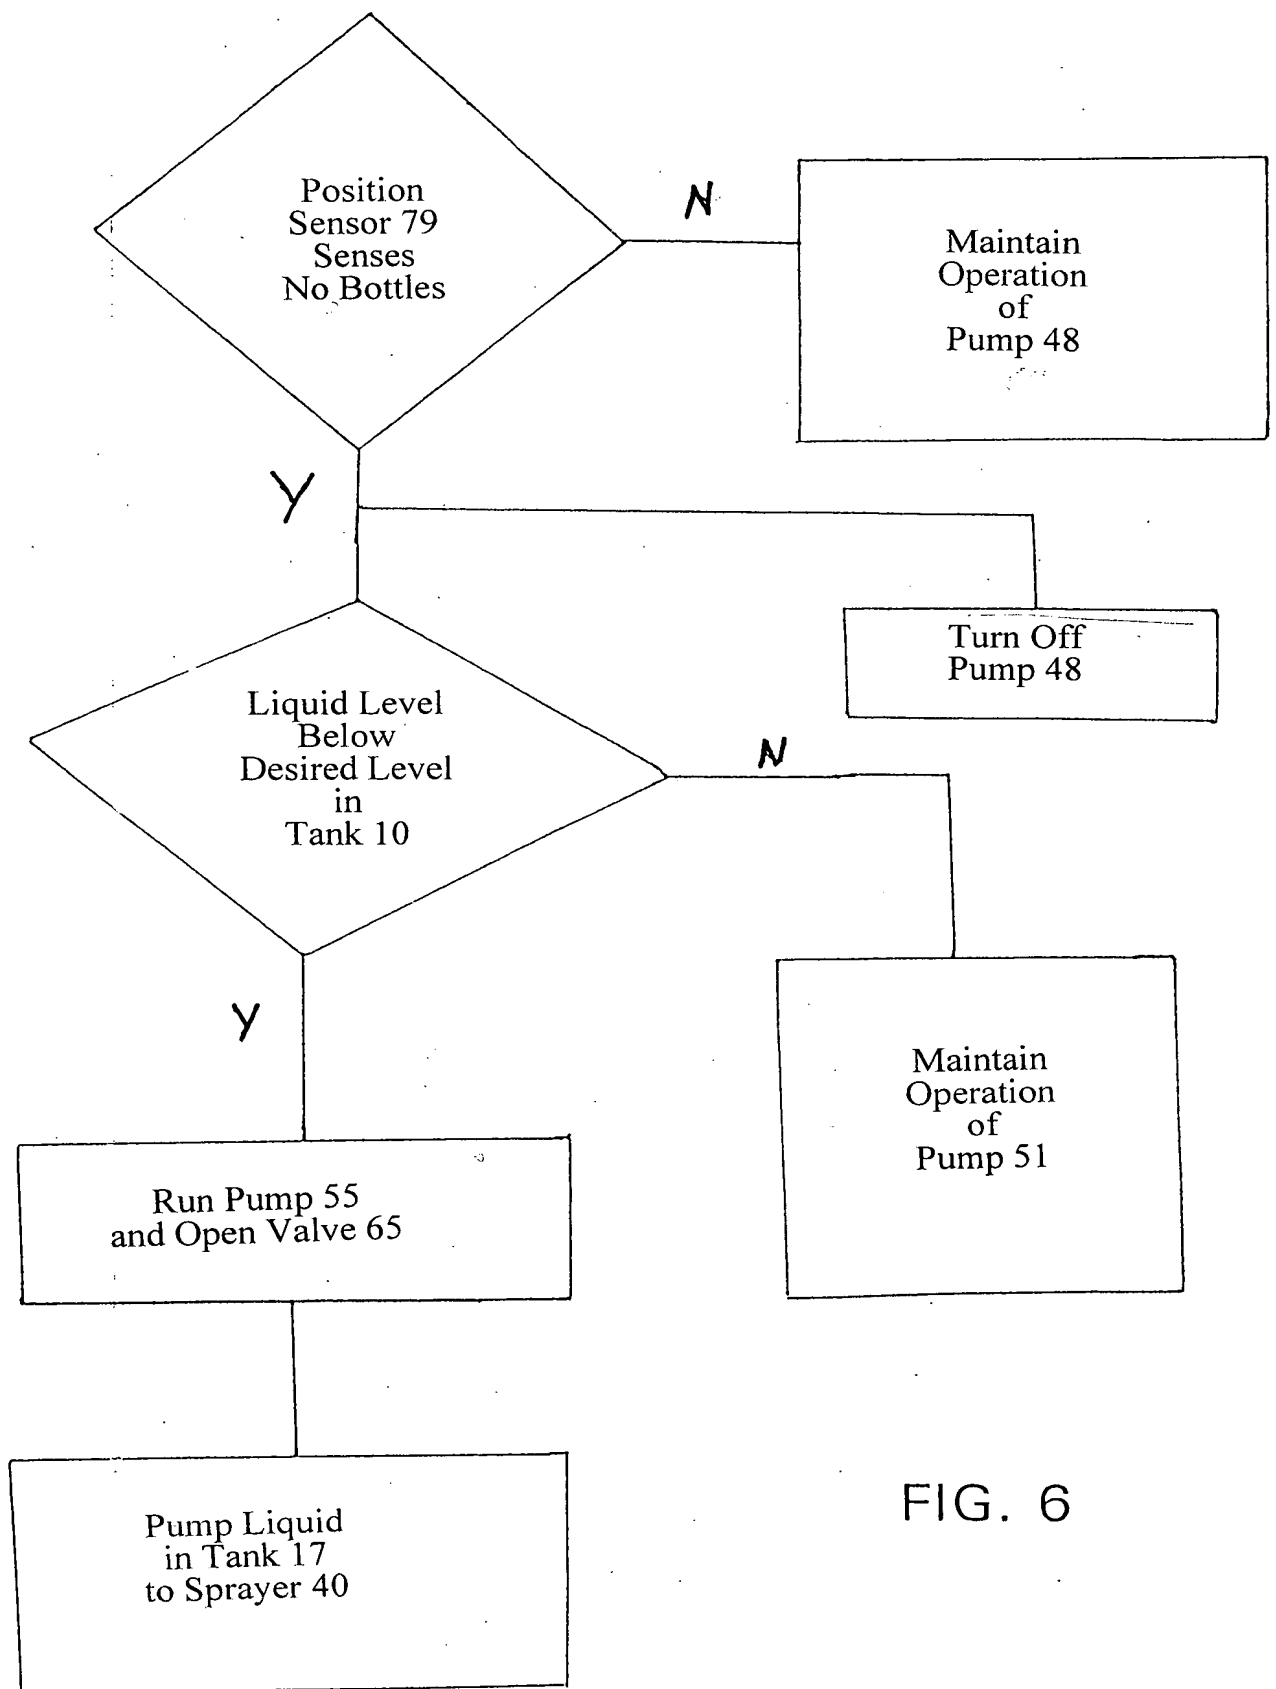 Position
Sensor 79
Senses
No Bottles
N
Maintain
Operation
of
Pump 48
Y
Turn Off
Pump 48
Liquid Level
Below
Desired Level
in
Tank 10
N
Maintain
Operation
of
Pump 51
Y
Run Pump 55
and Open Valve 65
Pump Liquid
in Tank 17
to Sprayer 40
FIG. 6